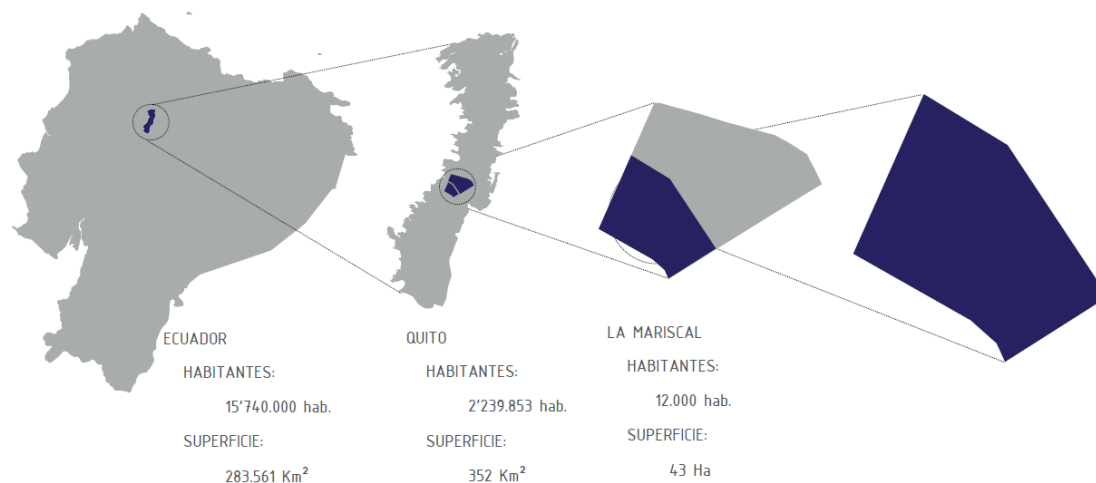 ECUADOR
HABITANTES:
15'740.000 hab.
SUPERFICIE:
283.561 Km²
QUITO
HABITANTES:
2'239.853 hab.
SUPERFICIE:
352 Km²
LA MARISCAL
HABITANTES:
12.000 hab.
SUPERFICIE:
43 Ha